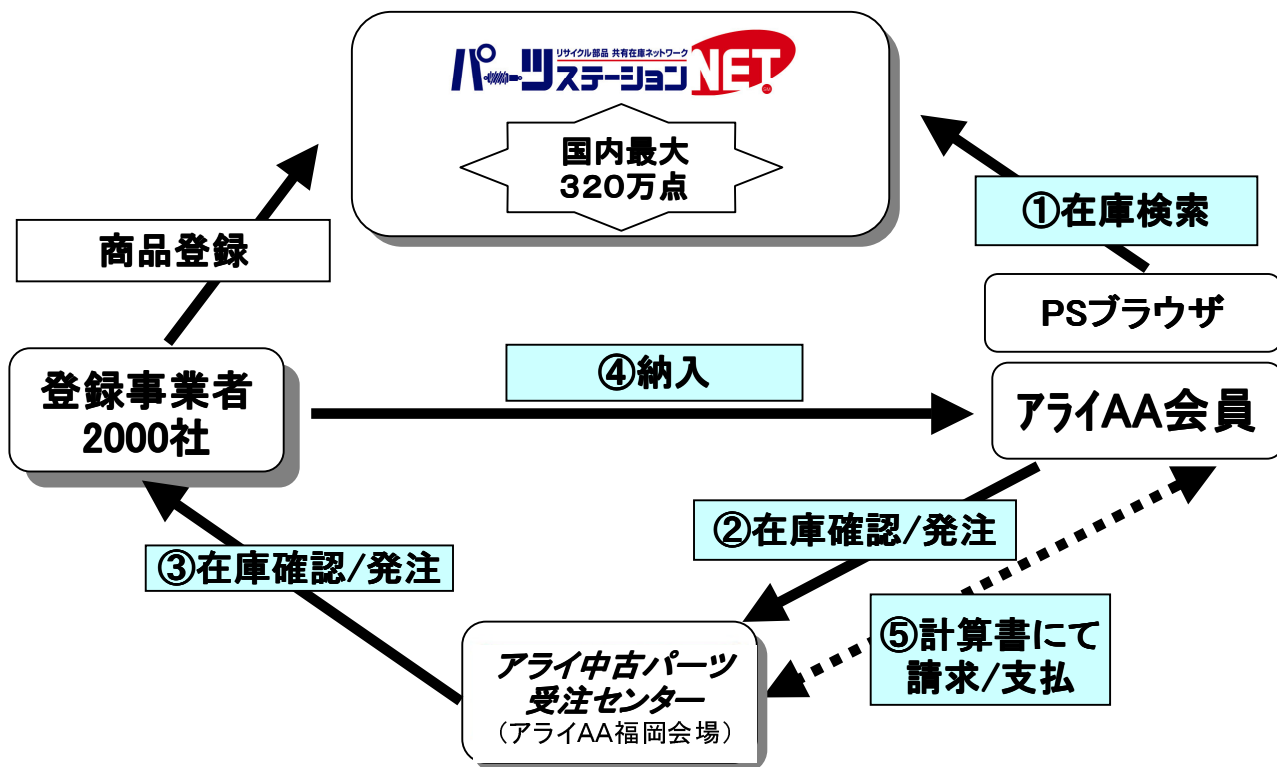 リサイクル部品 共有在庫ネットワーク
パーツステーションNET
国内最大
320万点
①在庫検索
商品登録
PSブラウザ
④納入
登録事業者
2000社
アライAA会員
②在庫確認/発注
③在庫確認/発注
⑤計算書にて
請求/支払
アライ中古パーツ
受注センター
（アライAA福岡会場）